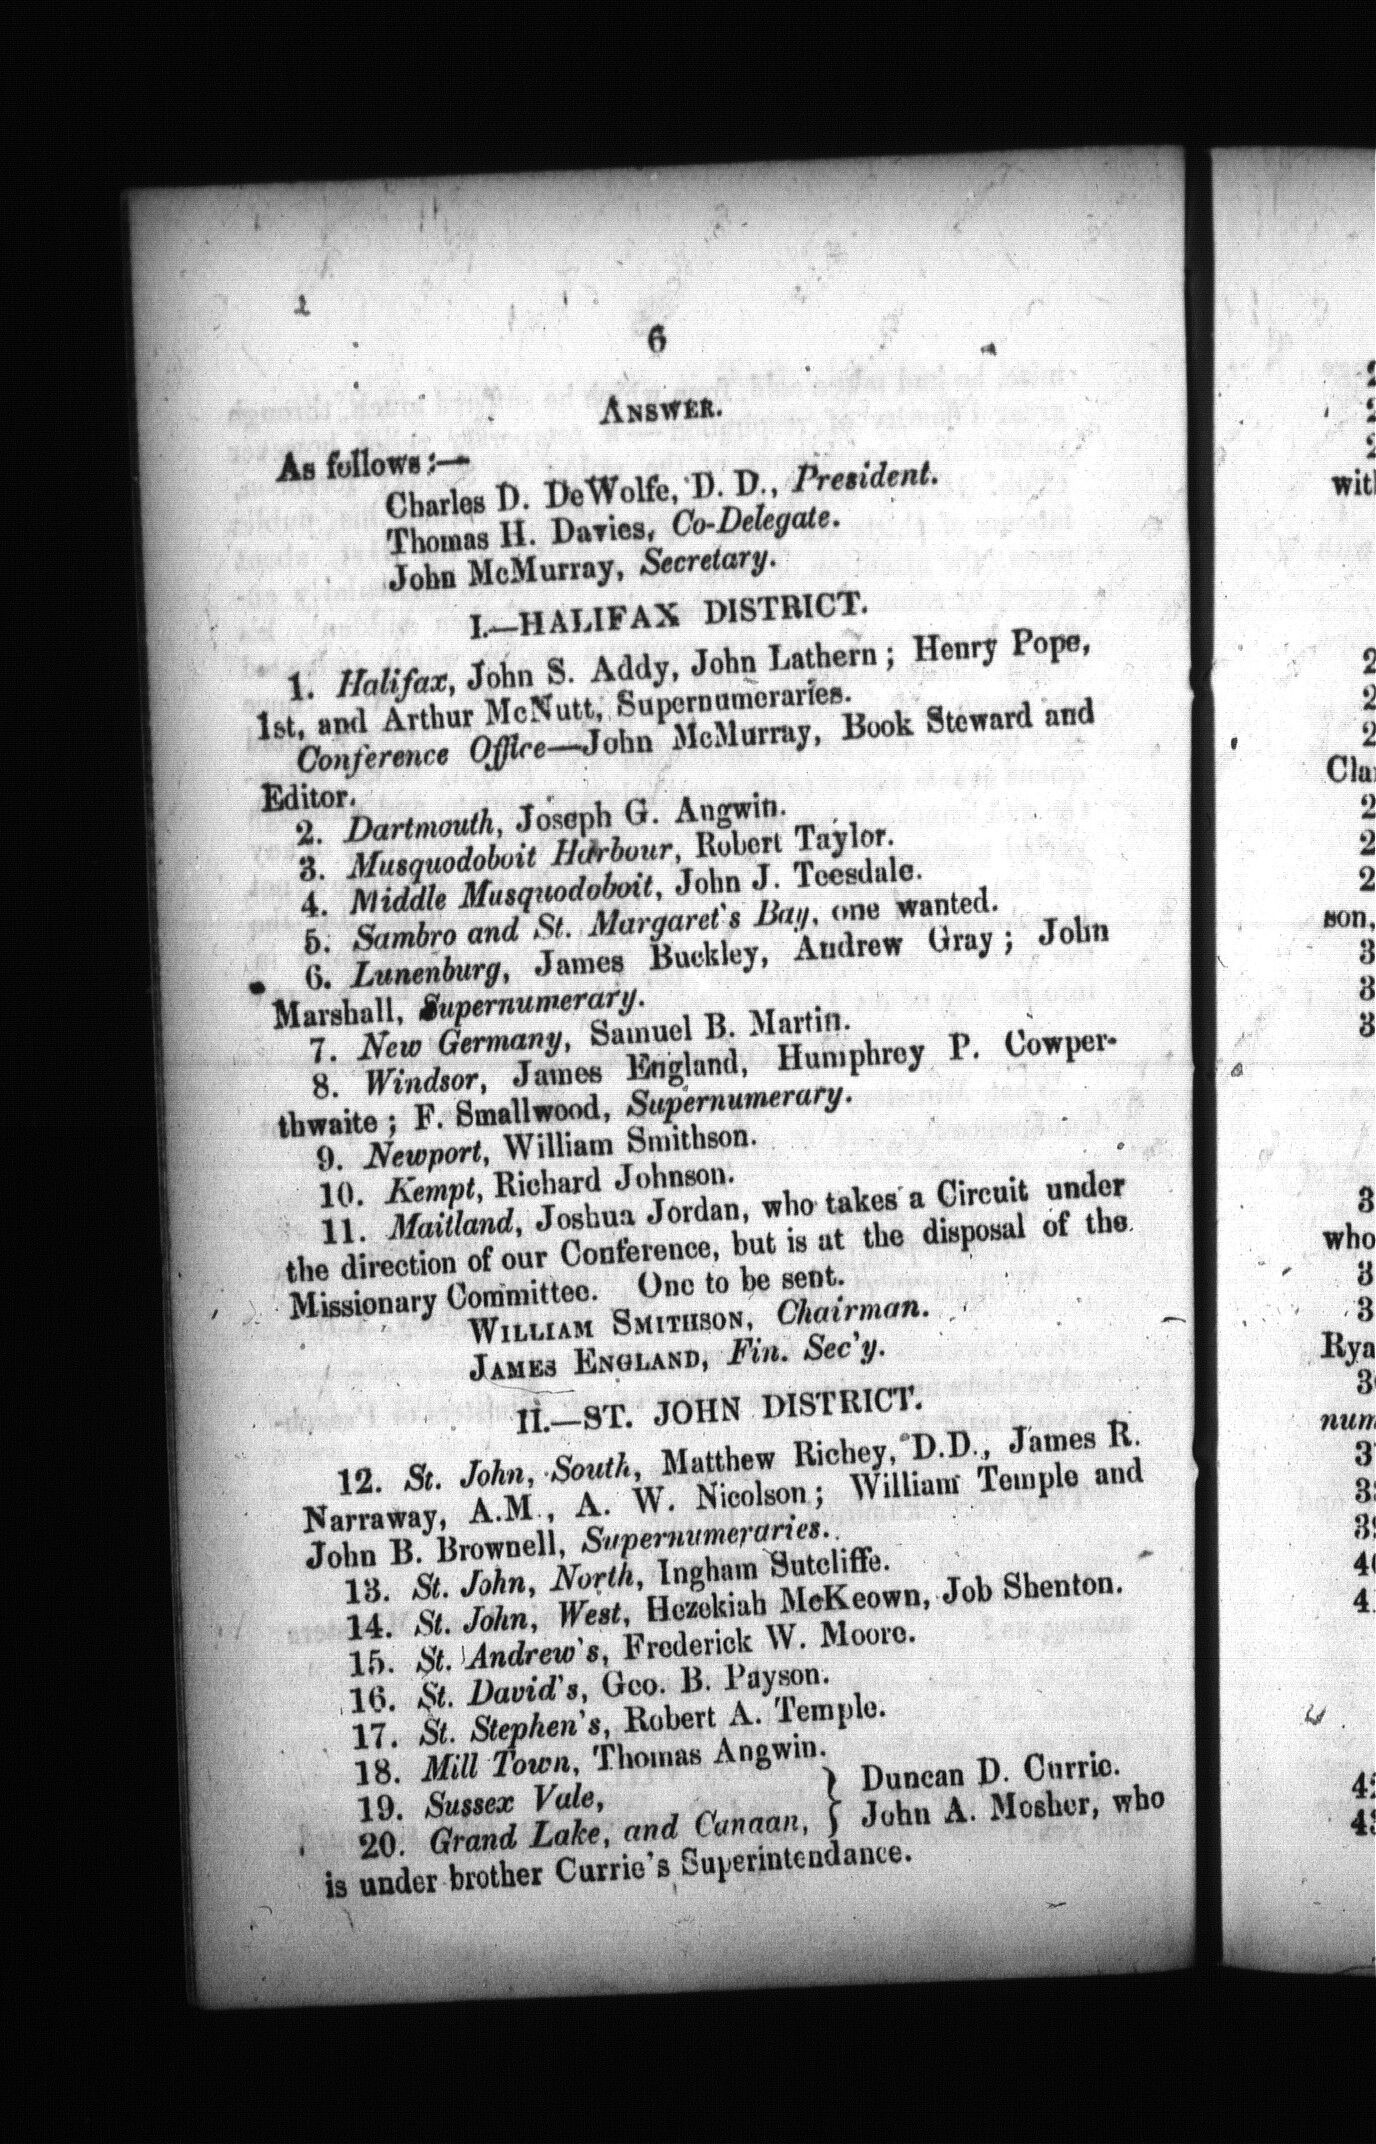 6
ANSWER.
As follows:—
Charles D. DeWolfe, D. D., President.
Thomas H. Davies, Co-Delegate.
John McMurray, Secretary.
I.—HALIFAX DISTRICT.
1. Halifax, John S. Addy, John Lathern; Henry Pope,
1st, and Arthur McNutt, Supernumeraries.
Conference Office—John McMurray, Book Steward and
Editor.
2. Dartmouth, Joseph G. Angwin.
3. Musquodoboit Harbour, Robert Taylor.
4. Middle Musquodoboit, John J. Teesdale.
5. Sambro and St. Margaret's Bay, one wanted.
6. Lunenburg, James Buckley, Andrew Gray; John
Marshall, Supernumerary.
7. New Germany, Samuel B. Martin.
8. Windsor, James England, Humphrey P. Cowper-
thwaite; F. Smallwood, Supernumerary.
9. Newport, William Smithson.
10. Kempt, Richard Johnson.
11. Maitland, Joshua Jordan, who takes a Circuit under
the direction of our Conference, but is at the disposal of the
Missionary Committee. One to be sent.
WILLIAM SMITHSON, Chairman.
JAMES ENGLAND, Fin. Sec'y.
II.—ST. JOHN DISTRICT.
12. St. John, South, Matthew Richey, D.D., James R.
Narraway, A.M., A. W. Nicolson; William Temple and
John B. Brownell, Supernumeraries.
13. St. John, North, Ingham Sutcliffe.
14. St. John, West, Hezekiah McKeown, Job Shenton.
15. St. Andrew's, Frederick W. Moore.
16. St. David's, Geo. B. Payson.
17. St. Stephen's, Robert A. Temple.
18. Mill Town, Thomas Angwin.
19. Sussex Vale, } Duncan D. Currie.
20. Grand Lake, and Canaan, } John A. Mosher, who
is under brother Currie's Superintendance.